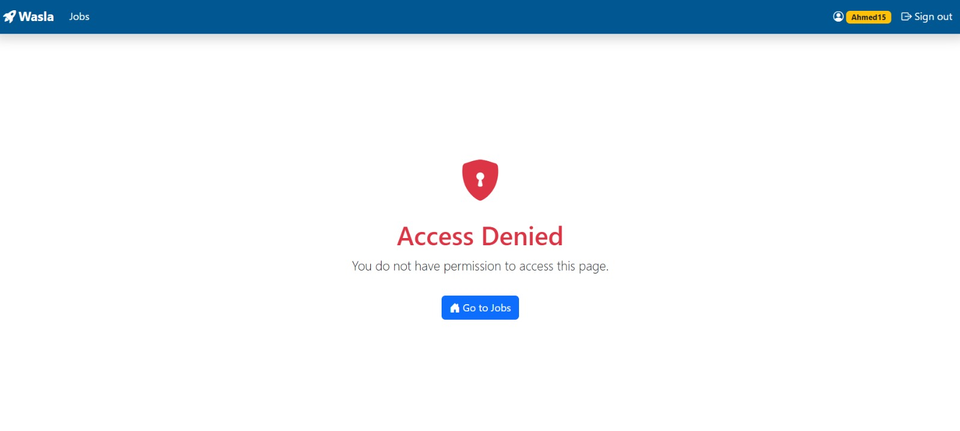 Wasla Jobs Ahmed15 Sign out
Access Denied
You do not have permission to access this page.
Go to Jobs